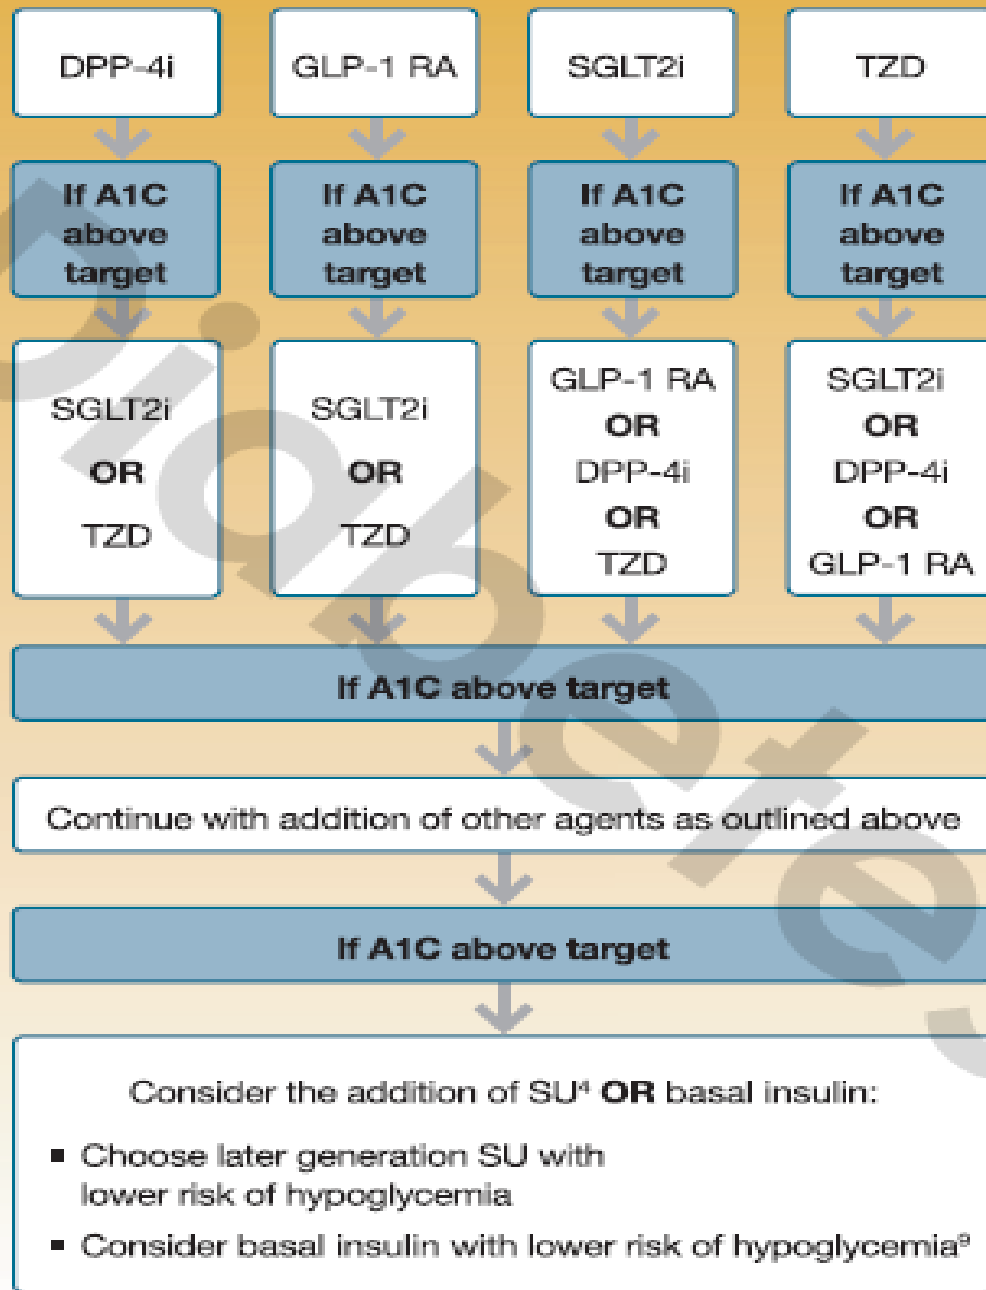 DPP-4i
GLP-1 RA
SGLT2i
TZD
If A1C
above
target
If A1C
above
target
If A1C
above
target
If A1C
above
target
SGLT2i
OR
TZD
SGLT2i
OR
TZD
GLP-1 RA
OR
DPP-4i
OR
TZD
SGLT2i
OR
DPP-4i
OR
GLP-1 RA
If A1C above target
Continue with addition of other agents as outlined above
If A1C above target
Consider the addition of SU⁴ OR basal insulin:
▪ Choose later generation SU with
lower risk of hypoglycemia
▪ Consider basal insulin with lower risk of hypoglycemia⁹
Diabetes